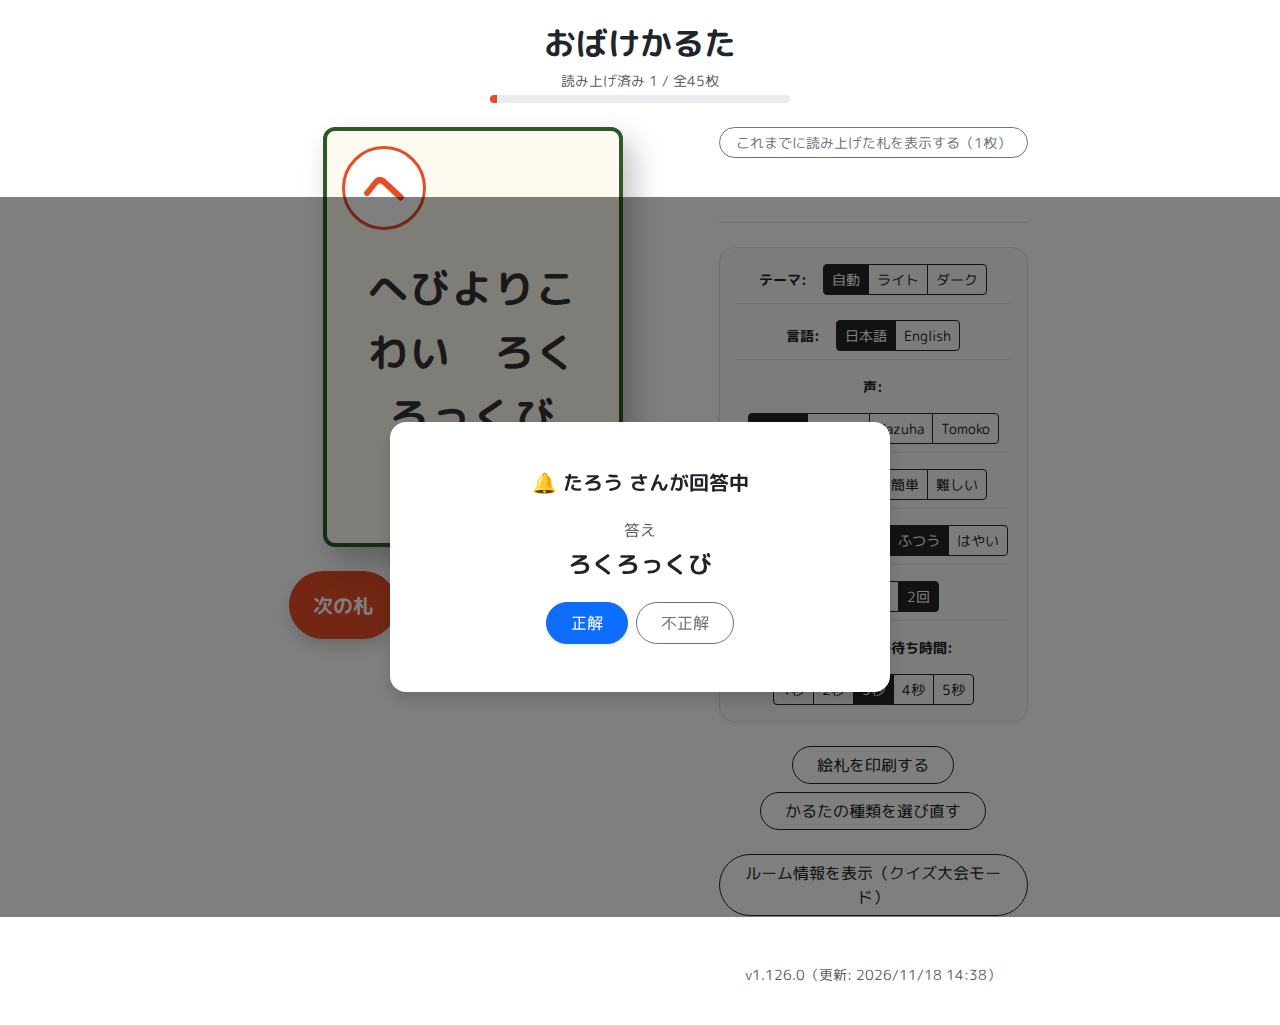 おばけかるた
読み上げ済み 1 / 全45枚
へ
へびよりこ
わい　ろく
ろっくび
次の札
これまでに読み上げた札を表示する（1枚）
テーマ: 自動 ライト ダーク
言語: 日本語 English
声:
Tomoko
簡単 難しい
ふつう はやい
2回
待ち時間:
4秒 5秒
🔔 たろう さんが回答中
答え
ろくろっくび
正解 不正解
絵札を印刷する
かるたの種類を選び直す
ルーム情報を表示（クイズ大会モー
ド）
v1.126.0（更新: 2026/11/18 14:38）